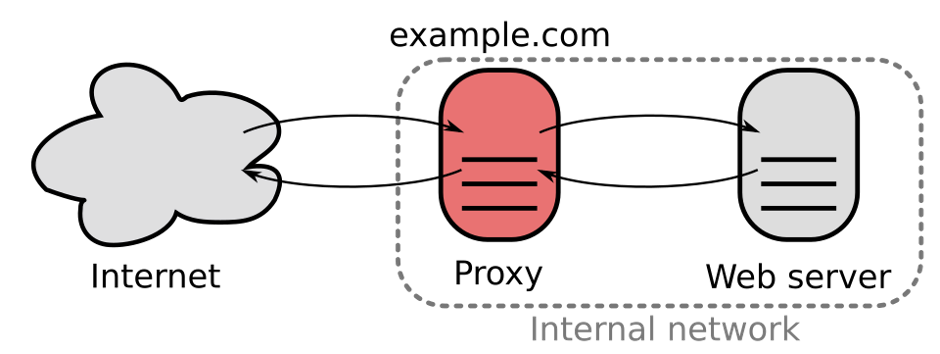 example.com
Internet
Proxy
Web server
Internal network